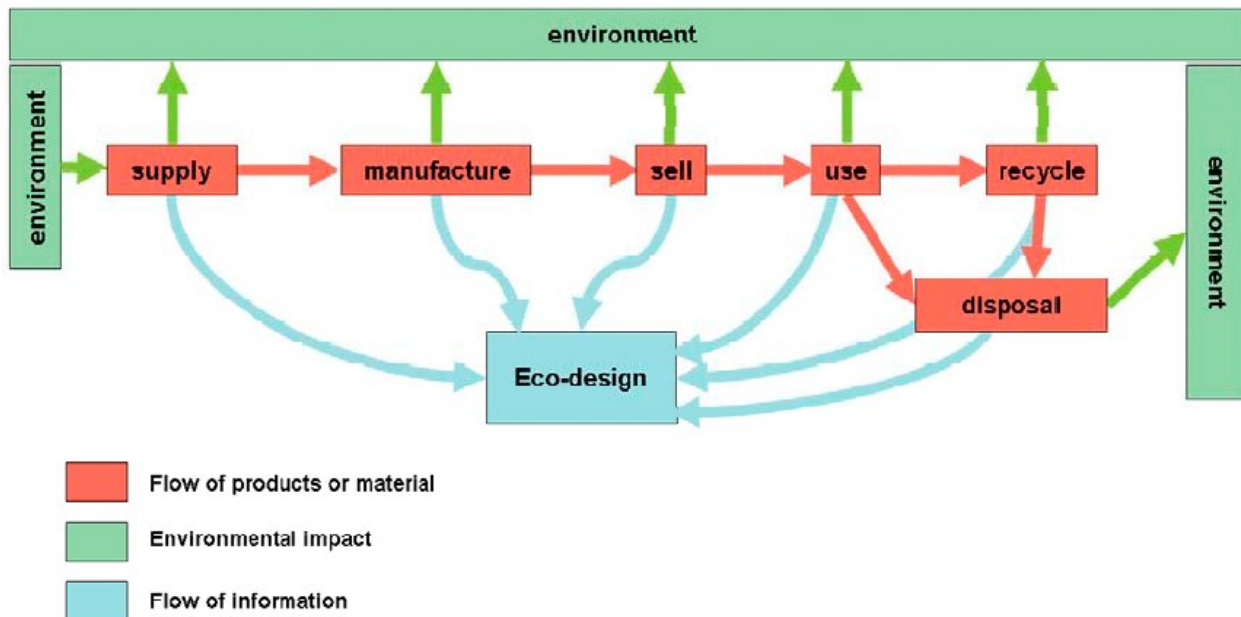 environment
environment
supply
manufacture
sell
use
recycle
environment
disposal
Eco-design
Flow of products or material
Environmental impact
Flow of information